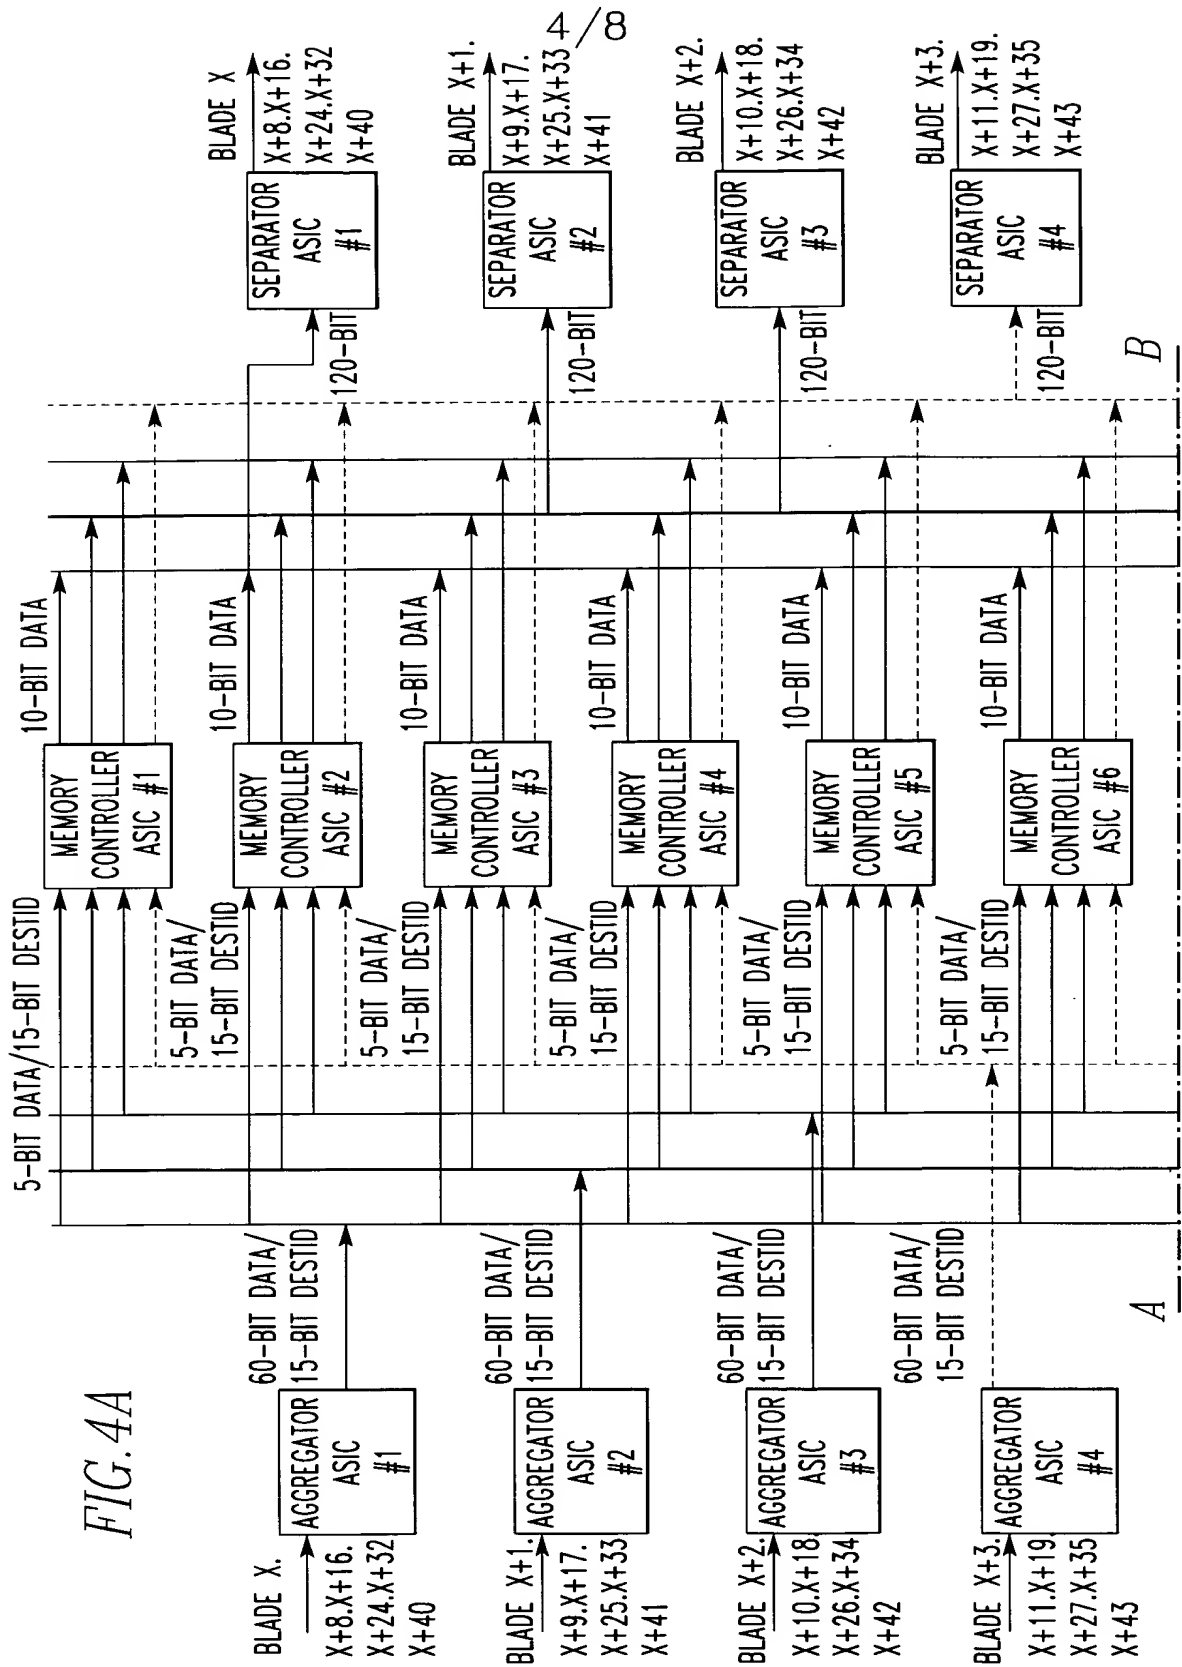 4/8
FIG.4A
BLADE X.
X+8.X+16.
X+24.X+32
X+40
AGGREGATOR
ASIC
#1
60-BIT DATA/
15-BIT DESTID
BLADE X+1.
X+9.X+17.
X+25.X+33
X+41
AGGREGATOR
ASIC
#2
60-BIT DATA/
15-BIT DESTID
BLADE X+2.
X+10.X+18.
X+26.X+34
X+42
AGGREGATOR
ASIC
#3
60-BIT DATA/
15-BIT DESTID
BLADE X+3.
X+11.X+19.
X+27.X+35
X+43
AGGREGATOR
ASIC
#4
60-BIT DATA/
15-BIT DESTID
5-BIT DATA/15-BIT DESTID
MEMORY
CONTROLLER
ASIC #1
10-BIT DATA
5-BIT DATA/
15-BIT DESTID
MEMORY
CONTROLLER
ASIC #2
10-BIT DATA
5-BIT DATA/
15-BIT DESTID
MEMORY
CONTROLLER
ASIC #3
10-BIT DATA
5-BIT DATA/
15-BIT DESTID
MEMORY
CONTROLLER
ASIC #4
10-BIT DATA
5-BIT DATA/
15-BIT DESTID
MEMORY
CONTROLLER
ASIC #5
10-BIT DATA
5-BIT DATA/
15-BIT DESTID
MEMORY
CONTROLLER
ASIC #6
10-BIT DATA
120-BIT
SEPARATOR
ASIC
#1
BLADE X
X+8.X+16.
X+24.X+32
X+40
120-BIT
SEPARATOR
ASIC
#2
BLADE X+1.
X+9.X+17.
X+25.X+33
X+41
120-BIT
SEPARATOR
ASIC
#3
BLADE X+2.
X+10.X+18.
X+26.X+34
X+42
120-BIT
SEPARATOR
ASIC
#4
BLADE X+3.
X+11.X+19.
X+27.X+35
X+43
A
B